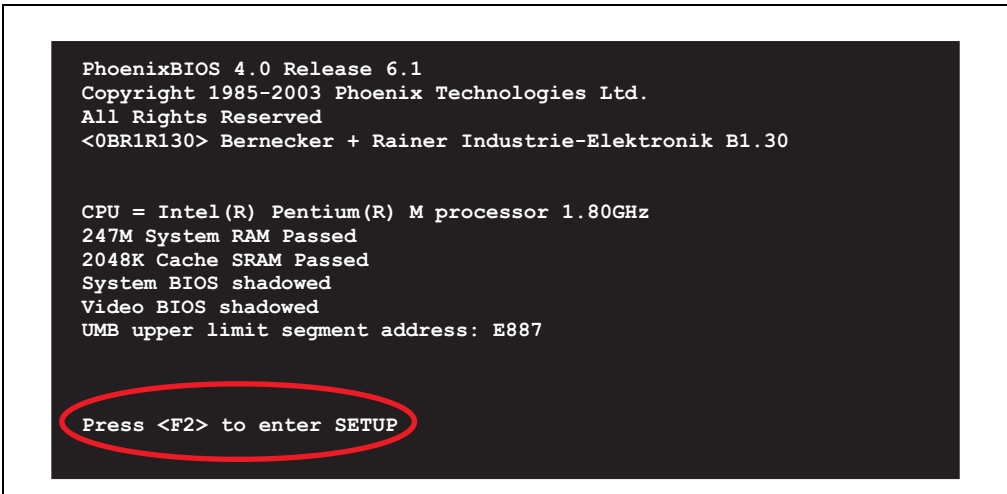 PhoenixBIOS 4.0 Release 6.1
Copyright 1985-2003 Phoenix Technologies Ltd.
All Rights Reserved
<0BR1R130> Bernecker + Rainer Industrie-Elektronik B1.30
CPU = Intel(R) Pentium(R) M processor 1.80GHz
247M System RAM Passed
2048K Cache SRAM Passed
System BIOS shadowed
Video BIOS shadowed
UMB upper limit segment address: E887
Press <F2> to enter SETUP